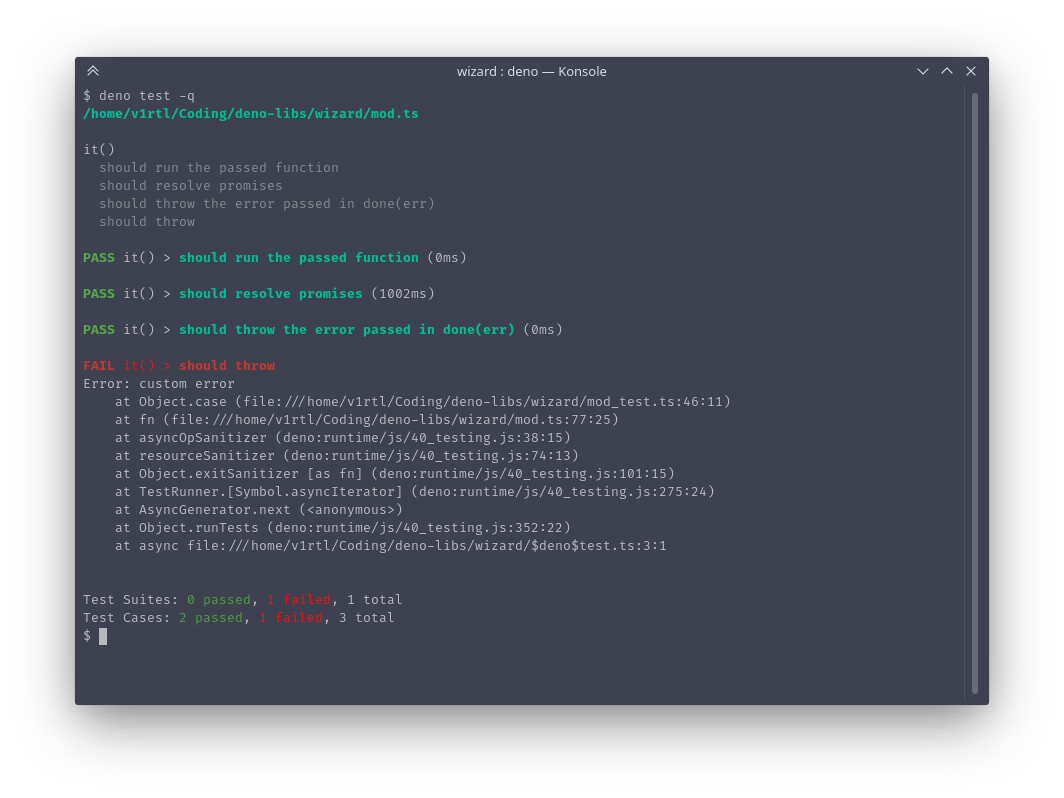 wizard : deno — Konsole
$ deno test -q
/home/v1rtl/Coding/deno-libs/wizard/mod.ts
it()
should run the passed function
should resolve promises
should throw the error passed in done(err)
should throw
PASS it() > should run the passed function (0ms)
PASS it() > should resolve promises (1002ms)
PASS it() > should throw the error passed in done(err) (0ms)
FAIL it() > should throw
Error: custom error
at Object.case (file:///home/v1rtl/Coding/deno-libs/wizard/mod_test.ts:46:11)
at fn (file:///home/v1rtl/Coding/deno-libs/wizard/mod.ts:77:25)
at asyncOpSanitizer (deno:runtime/js/40_testing.js:38:15)
at resourceSanitizer (deno:runtime/js/40_testing.js:74:13)
at Object.exitSanitizer [as fn] (deno:runtime/js/40_testing.js:101:15)
at TestRunner.[Symbol.asyncIterator] (deno:runtime/js/40_testing.js:275:24)
at AsyncGenerator.next (<anonymous>)
at Object.runTests (deno:runtime/js/40_testing.js:352:22)
at async file:///home/v1rtl/Coding/deno-libs/wizard/$deno$test.ts:3:1
Test Suites: 0 passed, 1 failed, 1 total
Test Cases: 2 passed, 1 failed, 3 total
$